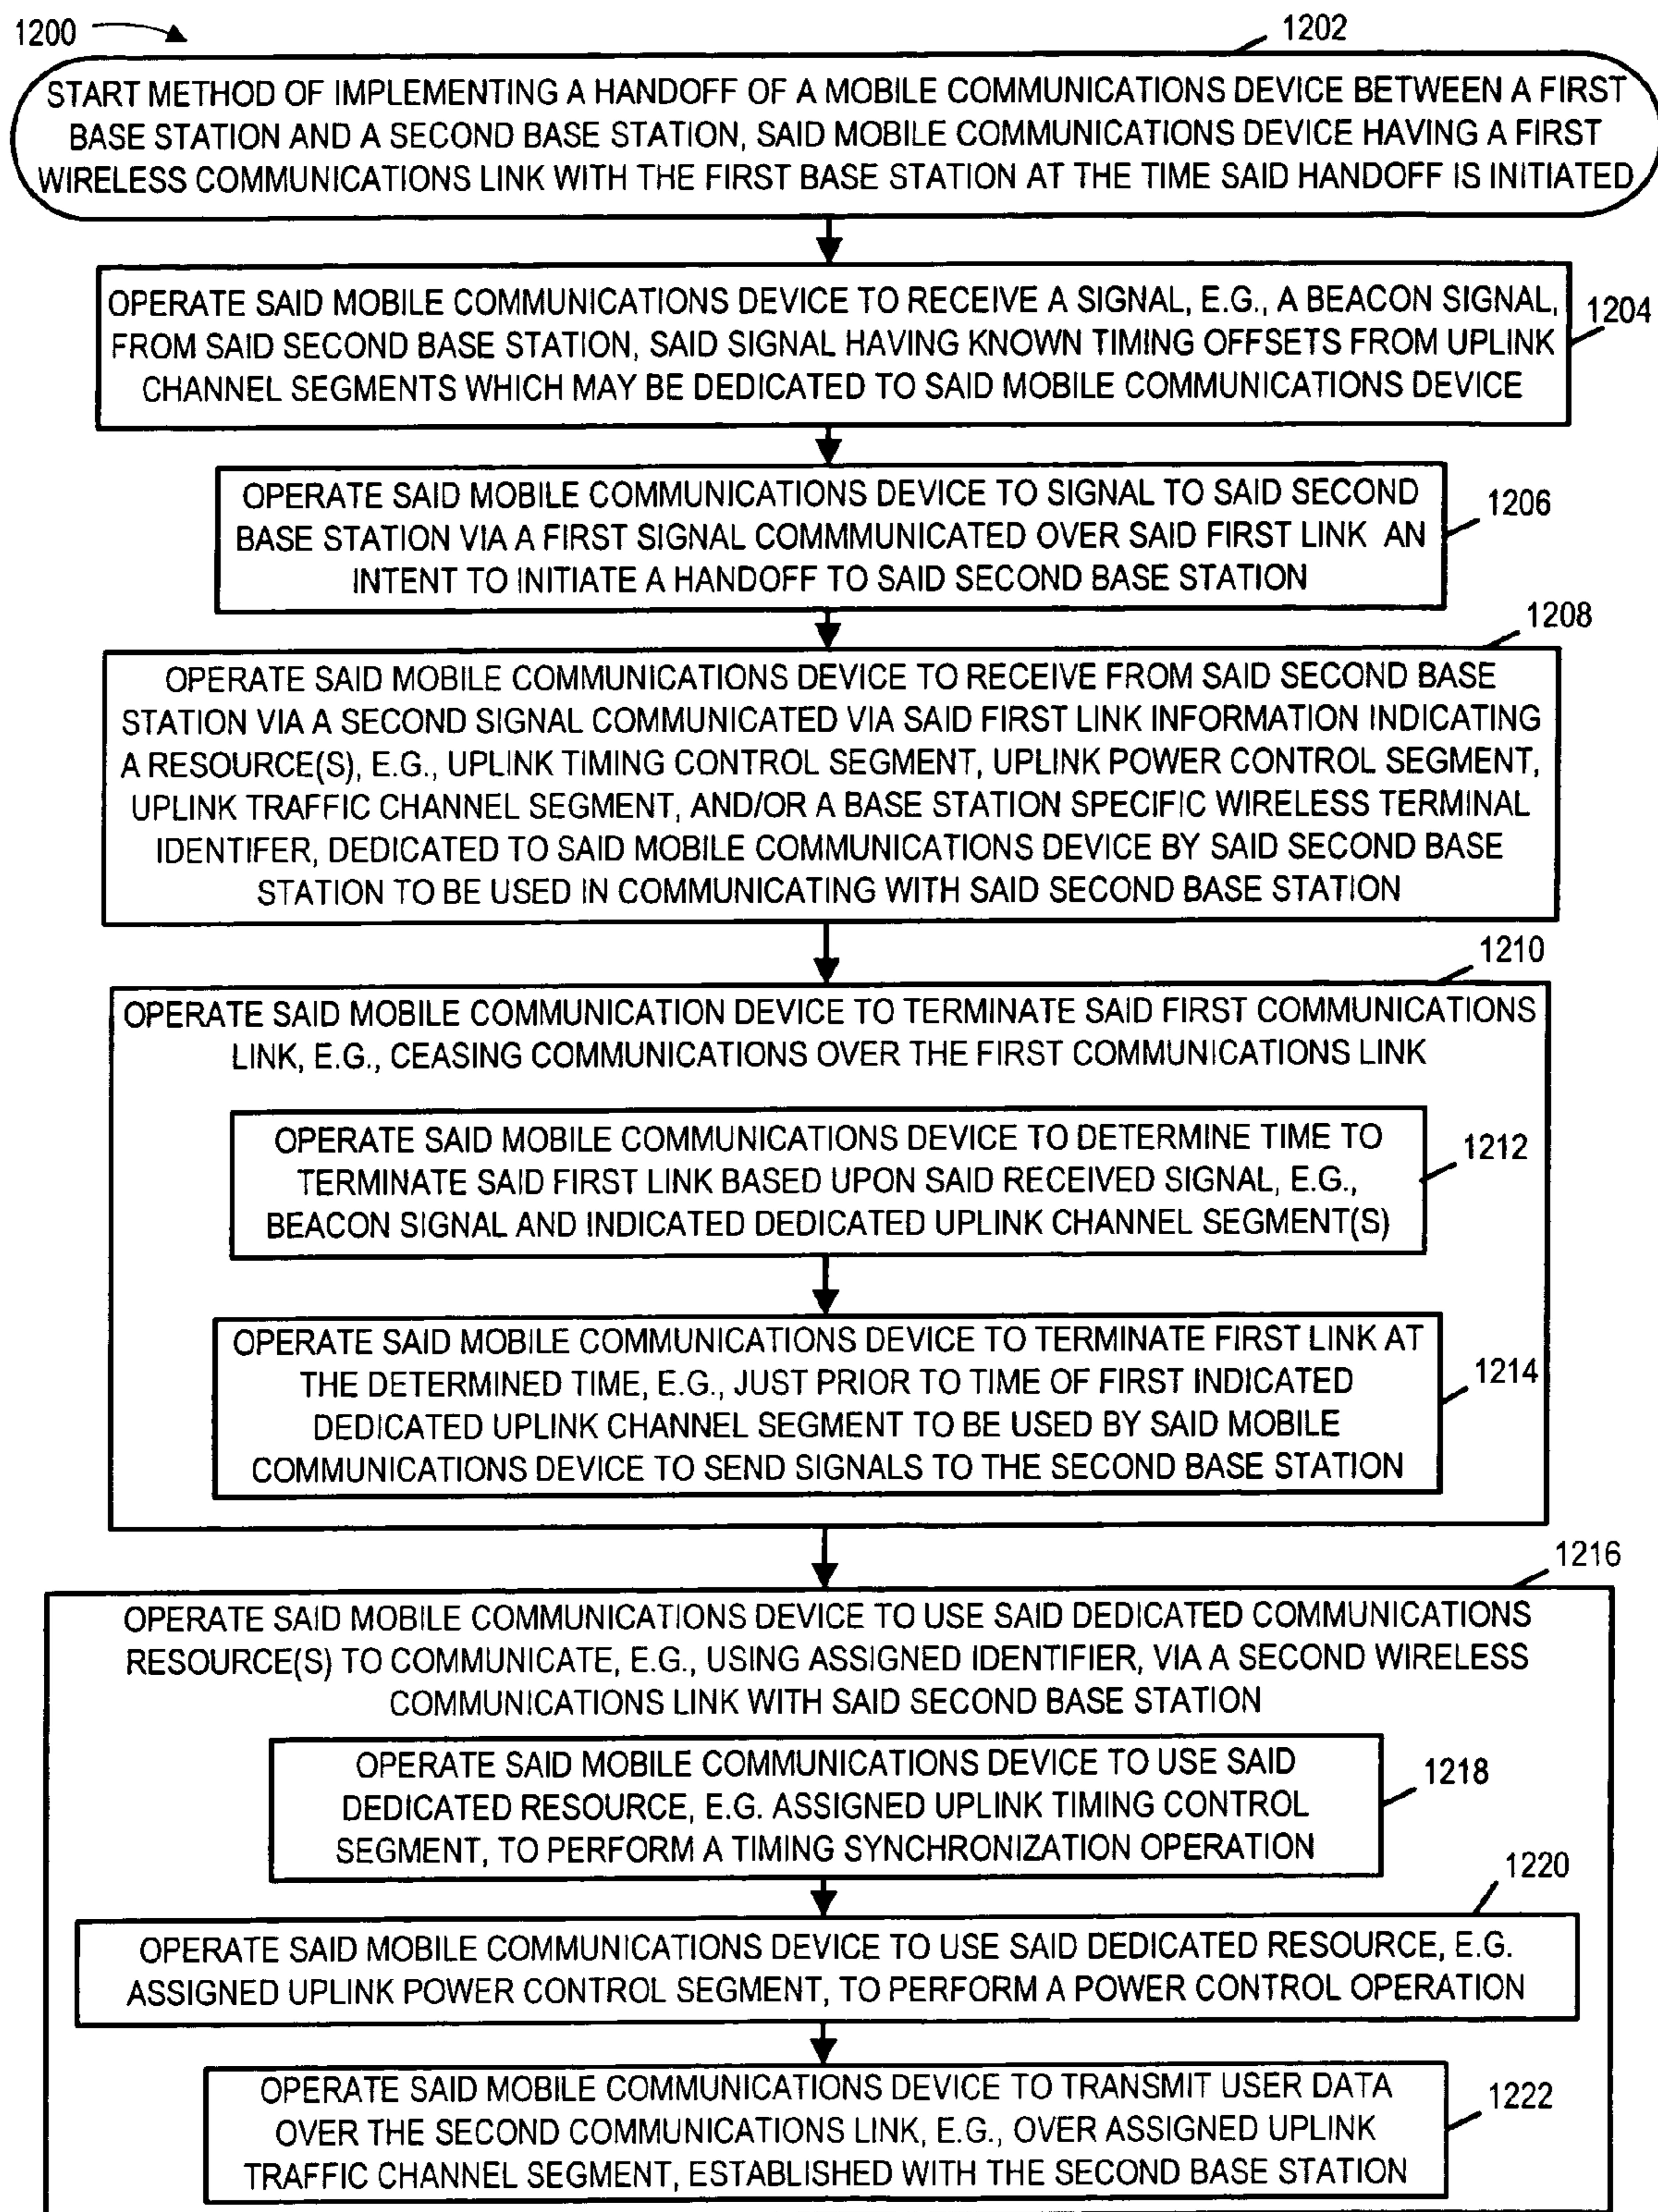 1200
1202
START METHOD OF IMPLEMENTING A HANDOFF OF A MOBILE COMMUNICATIONS DEVICE BETWEEN A FIRST
BASE STATION AND A SECOND BASE STATION, SAID MOBILE COMMUNICATIONS DEVICE HAVING A FIRST
WIRELESS COMMUNICATIONS LINK WITH THE FIRST BASE STATION AT THE TIME SAID HANDOFF IS INITIATED
1204
OPERATE SAID MOBILE COMMUNICATIONS DEVICE TO RECEIVE A SIGNAL, E.G., A BEACON SIGNAL,
FROM SAID SECOND BASE STATION, SAID SIGNAL HAVING KNOWN TIMING OFFSETS FROM UPLINK
CHANNEL SEGMENTS WHICH MAY BE DEDICATED TO SAID MOBILE COMMUNICATIONS DEVICE
1206
OPERATE SAID MOBILE COMMUNICATIONS DEVICE TO SIGNAL TO SAID SECOND
BASE STATION VIA A FIRST SIGNAL COMMMUNICATED OVER SAID FIRST LINK AN
INTENT TO INITIATE A HANDOFF TO SAID SECOND BASE STATION
1208
OPERATE SAID MOBILE COMMUNICATIONS DEVICE TO RECEIVE FROM SAID SECOND BASE
STATION VIA A SECOND SIGNAL COMMUNICATED VIA SAID FIRST LINK INFORMATION INDICATING
A RESOURCE(S), E.G., UPLINK TIMING CONTROL SEGMENT, UPLINK POWER CONTROL SEGMENT,
UPLINK TRAFFIC CHANNEL SEGMENT, AND/OR A BASE STATION SPECIFIC WIRELESS TERMINAL
IDENTIFER, DEDICATED TO SAID MOBILE COMMUNICATIONS DEVICE BY SAID SECOND BASE
STATION TO BE USED IN COMMUNICATING WITH SAID SECOND BASE STATION
1210
OPERATE SAID MOBILE COMMUNICATION DEVICE TO TERMINATE SAID FIRST COMMUNICATIONS
LINK, E.G., CEASING COMMUNICATIONS OVER THE FIRST COMMUNICATIONS LINK
1212
OPERATE SAID MOBILE COMMUNICATIONS DEVICE TO DETERMINE TIME TO
TERMINATE SAID FIRST LINK BASED UPON SAID RECEIVED SIGNAL, E.G.,
BEACON SIGNAL AND INDICATED DEDICATED UPLINK CHANNEL SEGMENT(S)
1214
OPERATE SAID MOBILE COMMUNICATIONS DEVICE TO TERMINATE FIRST LINK AT
THE DETERMINED TIME, E.G., JUST PRIOR TO TIME OF FIRST INDICATED
DEDICATED UPLINK CHANNEL SEGMENT TO BE USED BY SAID MOBILE
COMMUNICATIONS DEVICE TO SEND SIGNALS TO THE SECOND BASE STATION
1216
OPERATE SAID MOBILE COMMUNICATIONS DEVICE TO USE SAID DEDICATED COMMUNICATIONS
RESOURCE(S) TO COMMUNICATE, E.G., USING ASSIGNED IDENTIFIER, VIA A SECOND WIRELESS
COMMUNICATIONS LINK WITH SAID SECOND BASE STATION
1218
OPERATE SAID MOBILE COMMUNICATIONS DEVICE TO USE SAID
DEDICATED RESOURCE, E.G. ASSIGNED UPLINK TIMING CONTROL
SEGMENT, TO PERFORM A TIMING SYNCHRONIZATION OPERATION
1220
OPERATE SAID MOBILE COMMUNICATIONS DEVICE TO USE SAID DEDICATED RESOURCE, E.G.
ASSIGNED UPLINK POWER CONTROL SEGMENT, TO PERFORM A POWER CONTROL OPERATION
1222
OPERATE SAID MOBILE COMMUNICATIONS DEVICE TO TRANSMIT USER DATA
OVER THE SECOND COMMUNICATIONS LINK, E.G., OVER ASSIGNED UPLINK
TRAFFIC CHANNEL SEGMENT, ESTABLISHED WITH THE SECOND BASE STATION